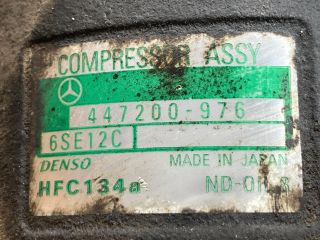 COMPRESSOR ASSY
447200-976
6SE12C
DENSO MADE IN JAPAN
HFC134a ND-OIL 8